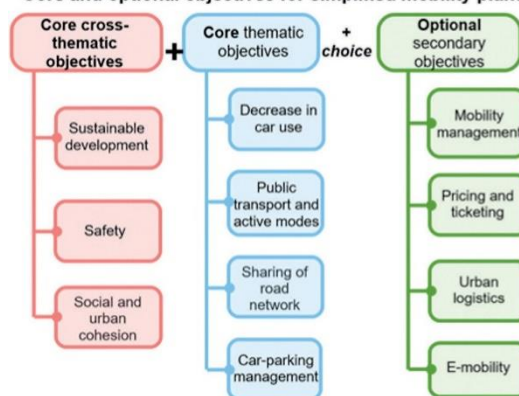 Core cross-
thematic
objectives
+
Core thematic
objectives
+
choice
Optional
secondary
objectives
Sustainable
development
Safety
Social and
urban
cohesion
Decrease in
car use
Public
transport and
active modes
Sharing of
road
network
Car-parking
management
Mobility
management
Pricing and
ticketing
Urban
logistics
E-mobility